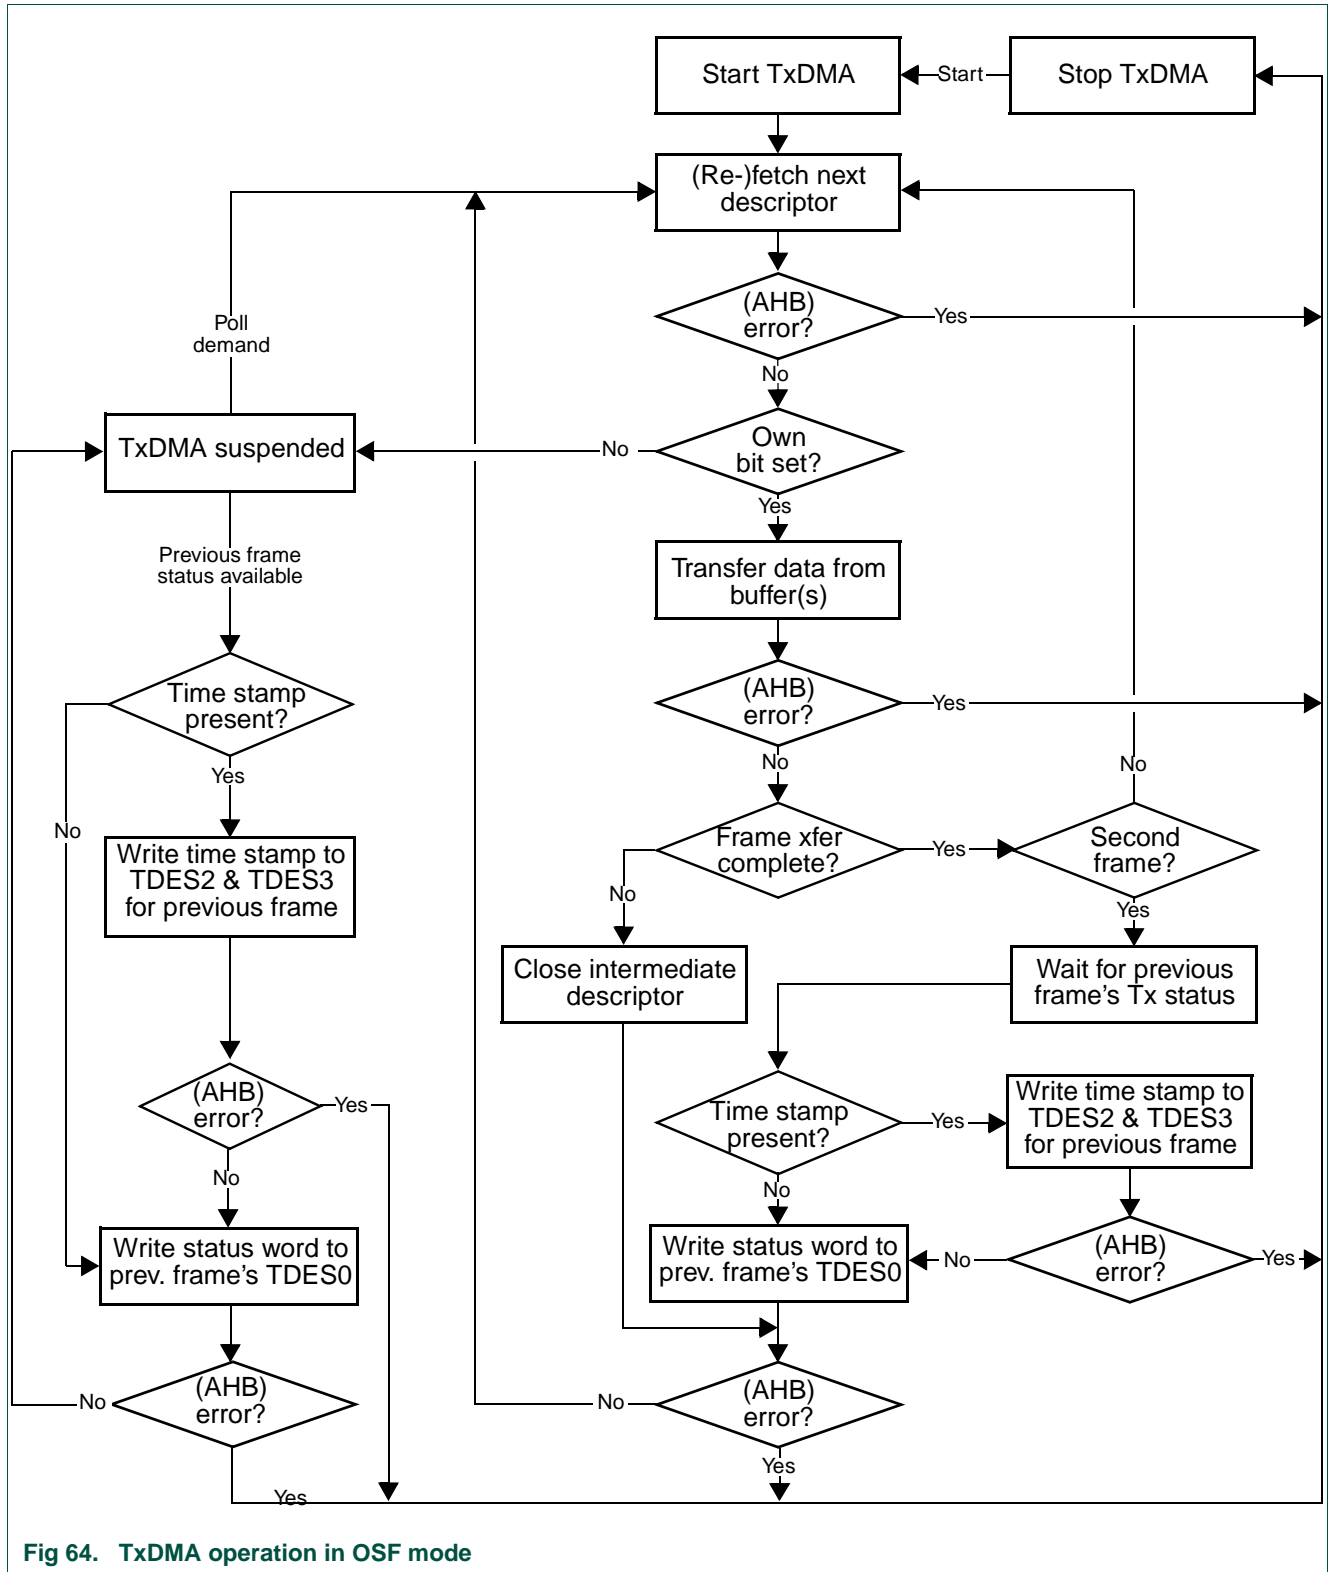 Start TxDMA
Start
Stop TxDMA
(Re-)fetch next
descriptor
(AHB)
error?
Yes
No
Poll
demand
TxDMA suspended
No
Own
bit set?
Yes
Previous frame
status available
Transfer data from
buffer(s)
Time stamp
present?
(AHB)
error?
Yes
No
Yes
No
No
Write time stamp to
TDES2 & TDES3
for previous frame
Frame xfer
complete?
Yes
Second
frame?
No
Yes
Close intermediate
descriptor
Wait for previous
frame's Tx status
(AHB)
error?
Yes
No
Time stamp
present?
Yes
Write time stamp to
TDES2 & TDES3
for previous frame
No
Write status word to
prev. frame's TDES0
Write status word to
prev. frame's TDES0
No
(AHB)
error?
Yes
No
(AHB)
error?
Yes
No
(AHB)
error?
Yes
Fig 64. TxDMA operation in OSF mode